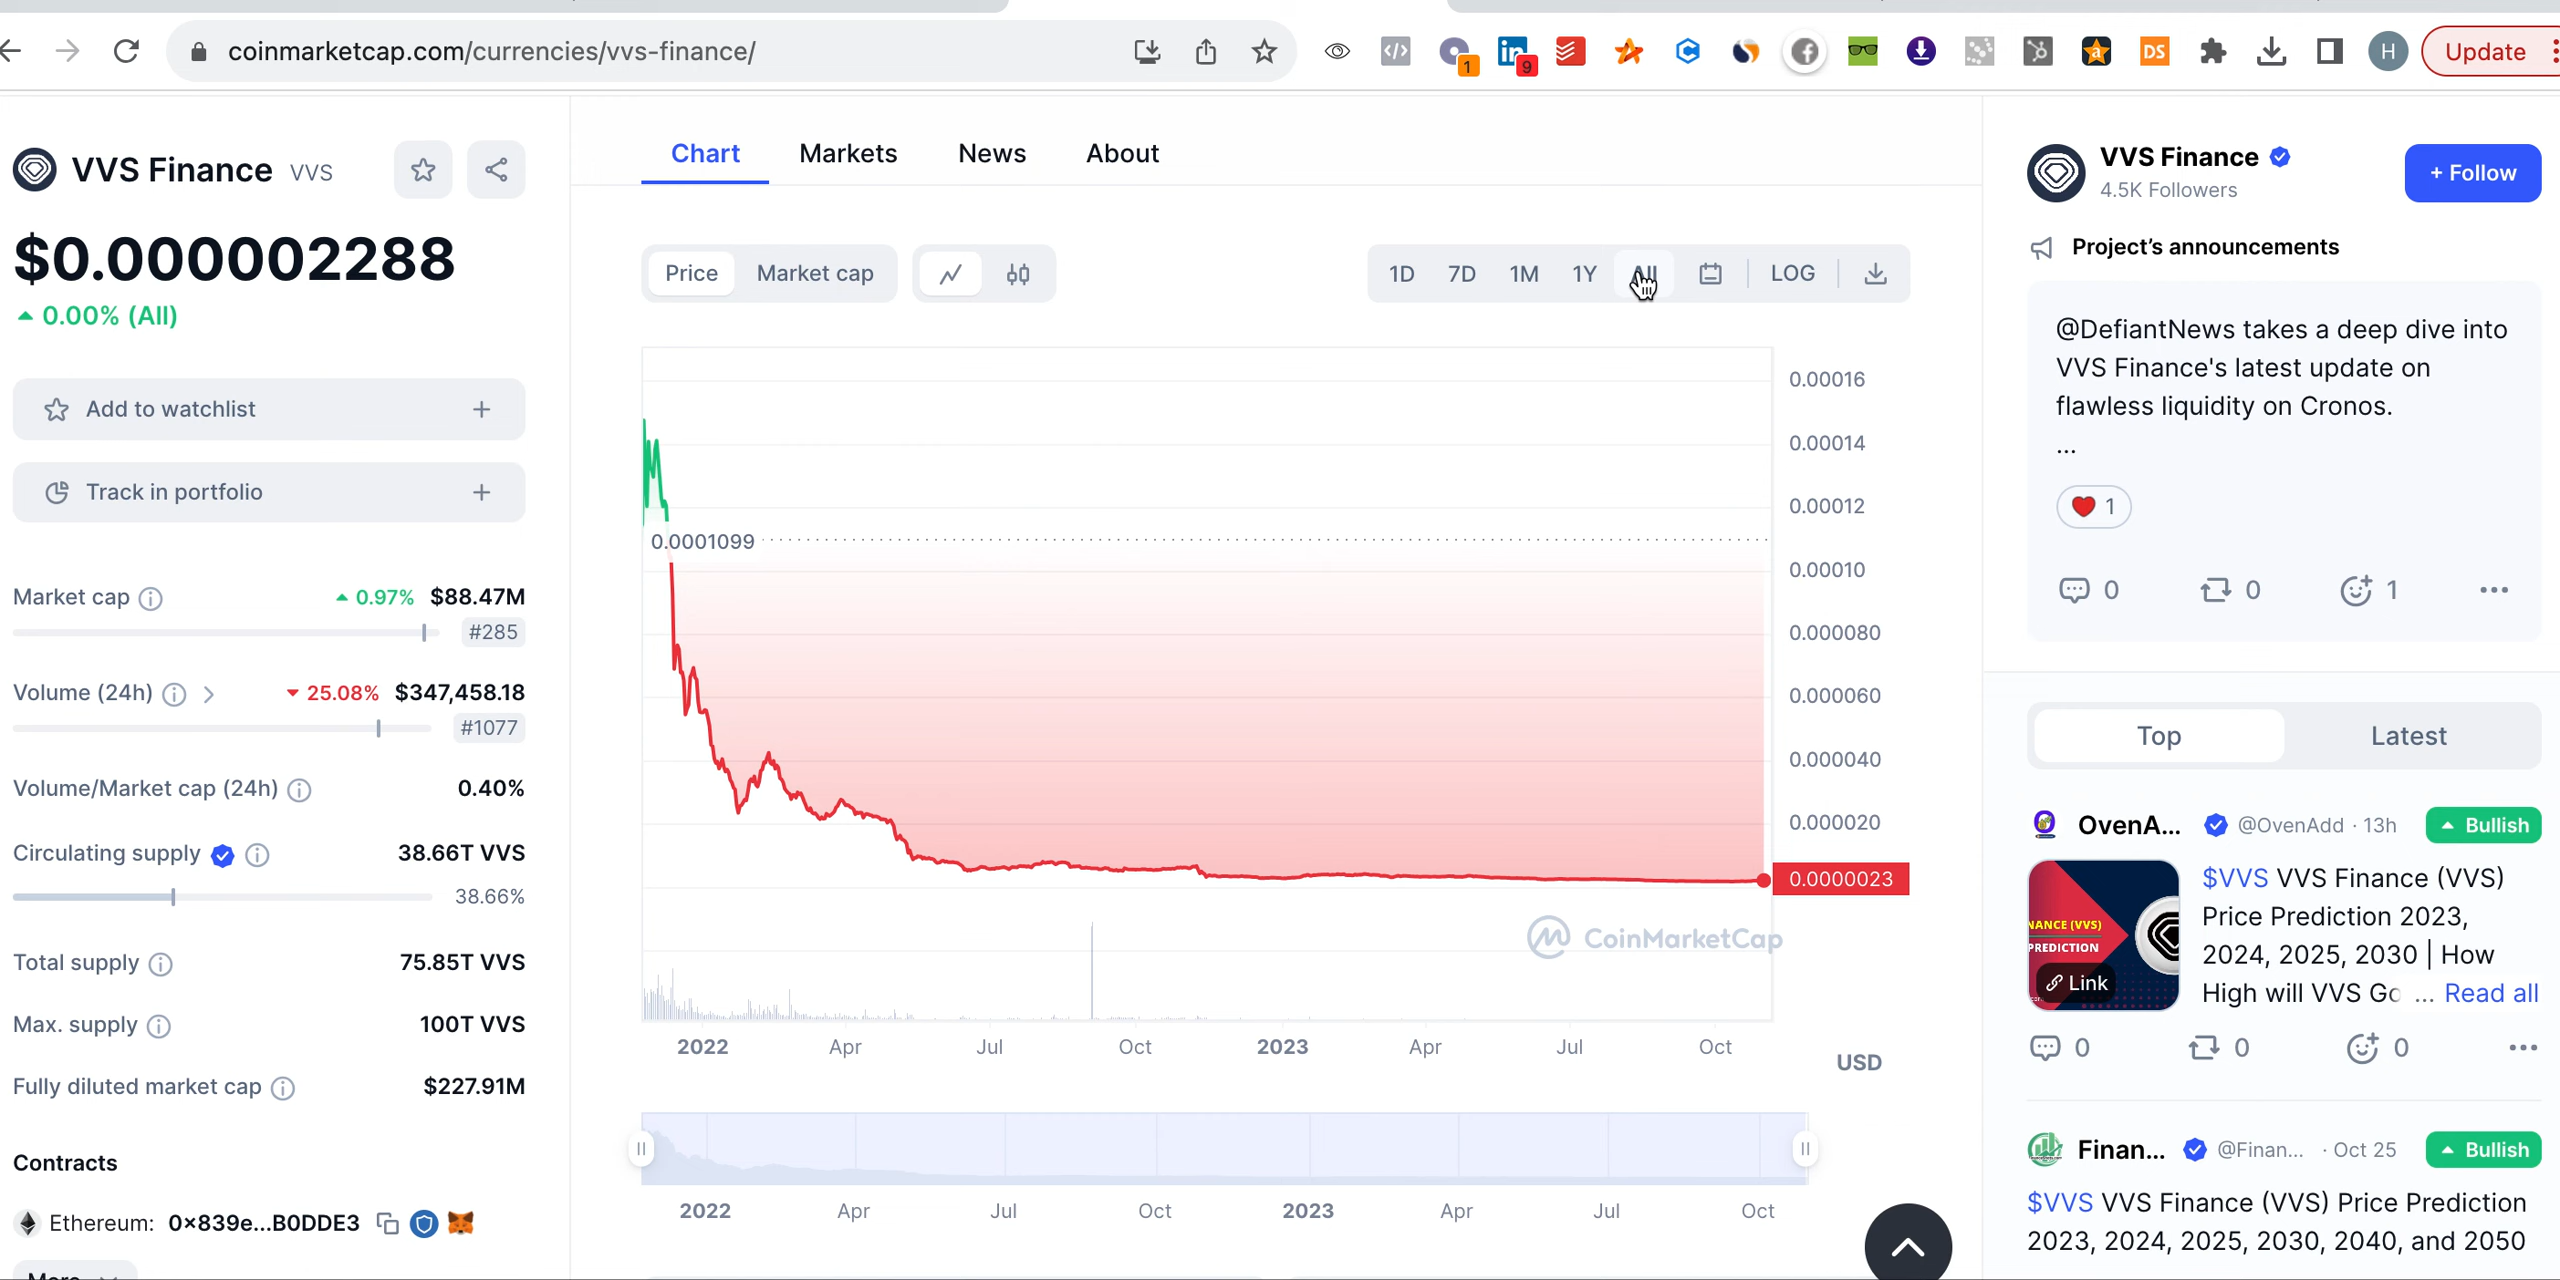 coinmarketcap.com/currencies/vvs-finance/
1
9
DS
H
Update
VVS Finance VVS
$0.000002288
0.00% (All)
Add to watchlist
Track in portfolio
Market cap 0.97% $88.47M
#285
Volume (24h) 25.08% $347,458.18
#1077
Volume/Market cap (24h) 0.40%
Circulating supply 38.66T VVS
38.66%
Total supply 75.85T VVS
Max. supply 100T VVS
Fully diluted market cap $227.91M
Contracts
Ethereum: 0x839e...B0DDE3
More
Chart Markets News About
Price Market cap
1D 7D 1M 1Y All LOG
0.00016
0.00014
0.00012
0.0001099
0.00010
0.000080
0.000060
0.000040
0.000020
0.0000023
CoinMarketCap
2022 Apr Jul Oct 2023 Apr Jul Oct
USD
2022 Apr Jul Oct 2023 Apr Jul Oct
VVS Finance
4.5K Followers
+ Follow
Project's announcements
@DefiantNews takes a deep dive into
VVS Finance's latest update on
flawless liquidity on Cronos.
...
1
0 0 1
Top Latest
OvenA... @OvenAdd · 13h Bullish
NANCE (VVS)
PREDICTION
Link
$VVS VVS Finance (VVS)
Price Prediction 2023,
2024, 2025, 2030 | How
High will VVS Go ... Read all
0 0 0
Finan... @Finan... · Oct 25 Bullish
$VVS VVS Finance (VVS) Price Prediction
2023, 2024, 2025, 2030, 2040, and 2050